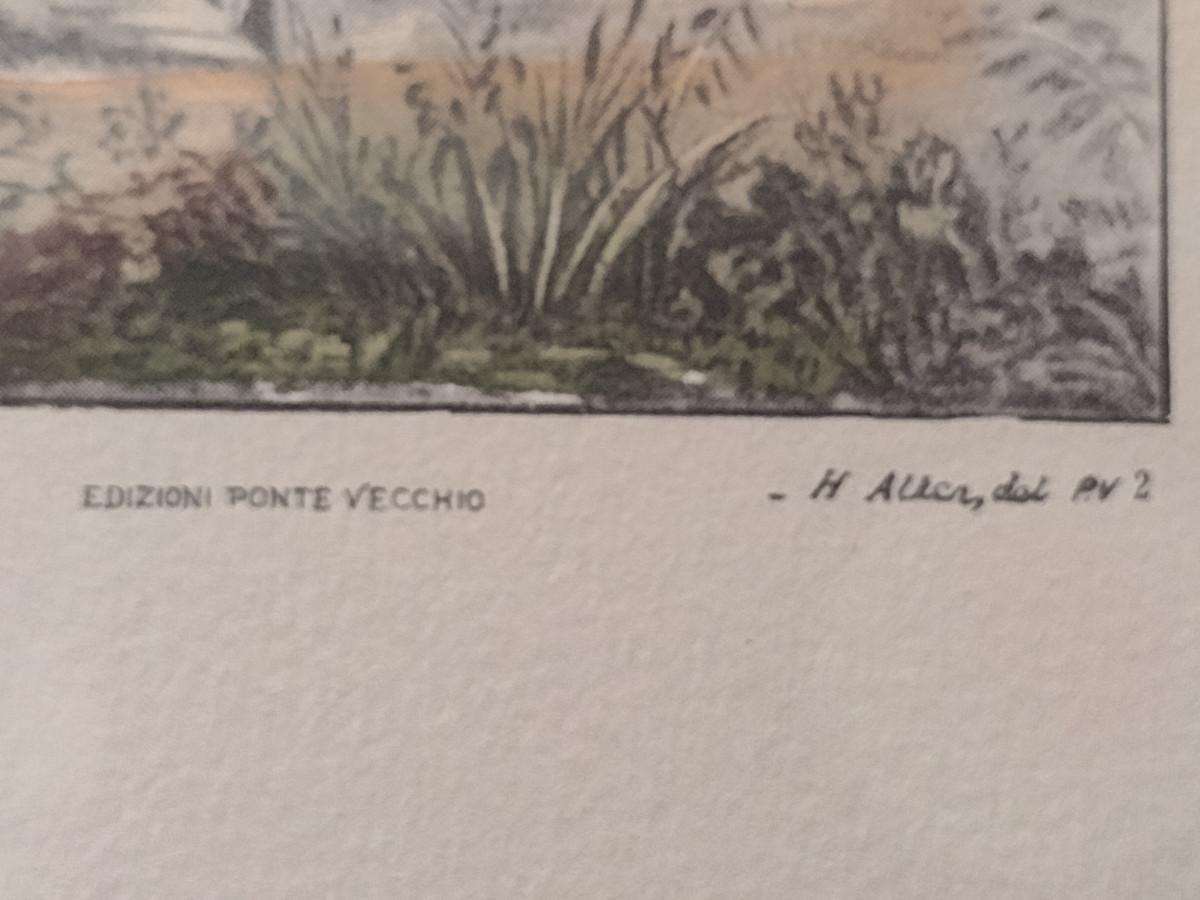 EDIZIONI PONTE VECCHIO
- H Allen, del PV 2